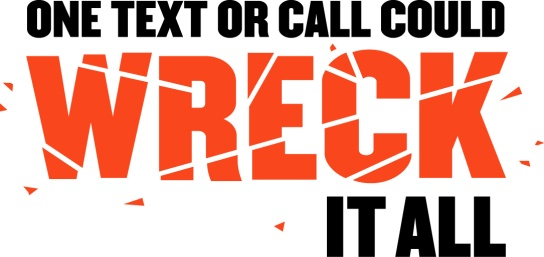 ONE TEXT OR CALL COULD
WRECK
IT ALL